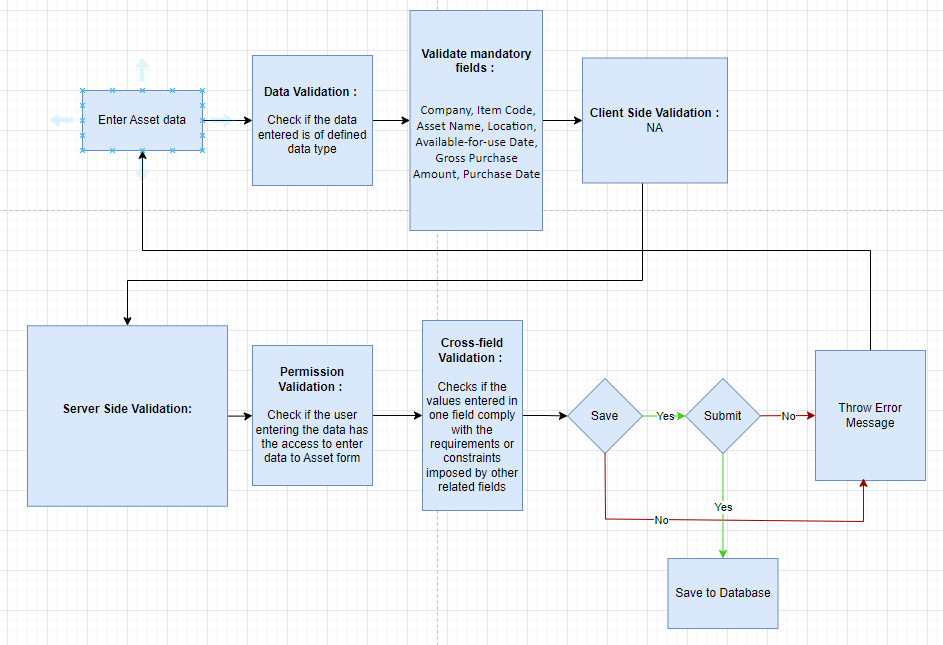 Enter Asset data
Data Validation :
Check if the data
entered is of defined
data type
Validate mandatory
fields :
Company, Item Code,
Asset Name, Location,
Available-for-use Date,
Gross Purchase
Amount, Purchase Date
Client Side Validation :
NA
Server Side Validation:
Permission
Validation :
Check if the user
entering the data has
the access to enter
data to Asset form
Cross-field
Validation :
Checks if the
values entered in
one field comply
with the
requirements or
constraints
imposed by other
related fields
Save
Yes
Submit
No
Throw Error
Message
Yes
No
Save to Database